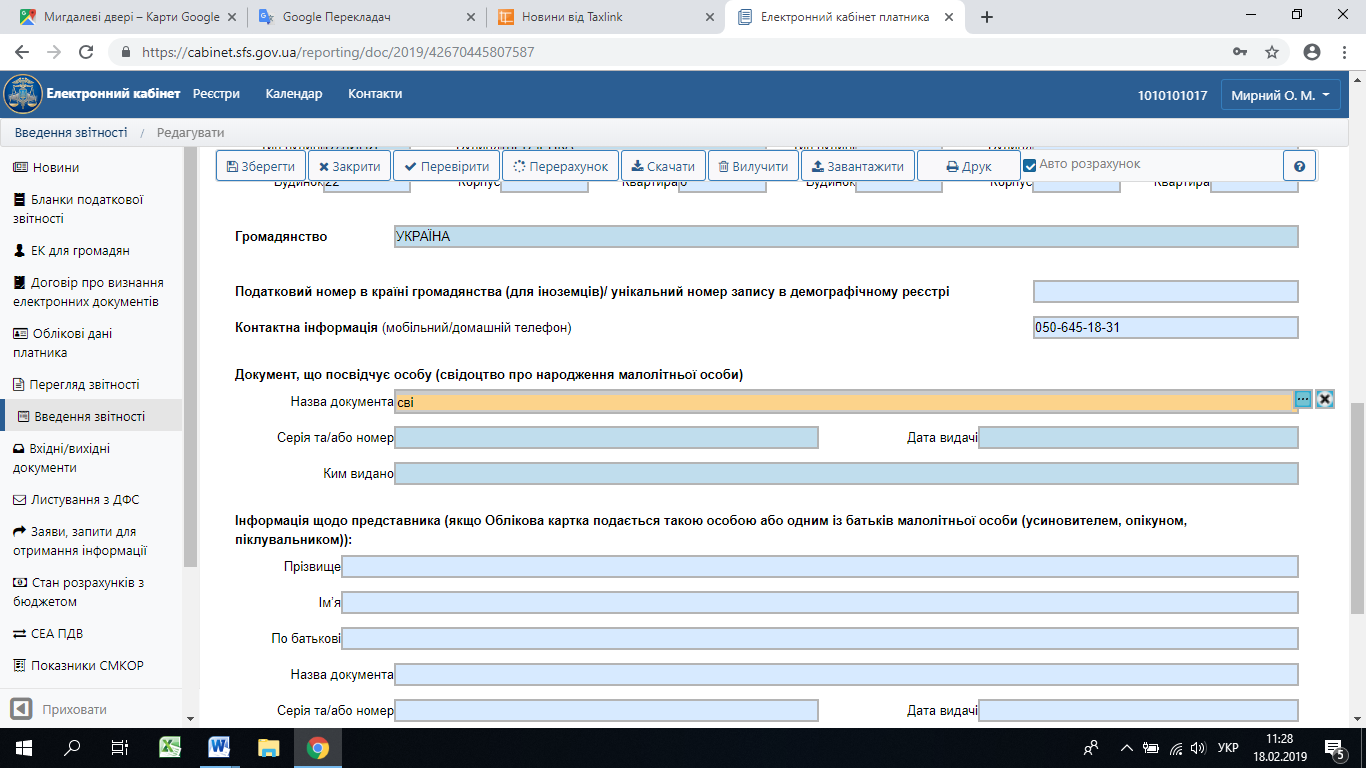 Мигдалеві двері – Карти Google
Google Перекладач
Новини від Taxlink
Електронний кабінет платника
https://cabinet.sfs.gov.ua/reporting/doc/2019/42670445807587
Електронний кабінет Реєстри Календар Контакти 1010101017 Мирний О. М.
Введення звітності / Редагувати
Новини
Бланки податкової
звітності
ЕК для громадян
Договір про визнання
електронних документів
Облікові дані
платника
Перегляд звітності
Введення звітності
Вхідні/вихідні
документи
Листування з ДФС
Заяви, запити для
отримання інформації
Стан розрахунків з
бюджетом
СЕА ПДВ
Показники СМКОР
Приховати
Зберегти Закрити Перевірити Перерахунок Скачати Вилучити Завантажити Друк Авто розрахунок ?
Будинок 22 Корпус Квартира 6 Будинок Корпус Квартира
Громадянство УКРАЇНА
Податковий номер в країні громадянства (для іноземців)/ унікальний номер запису в демографічному реєстрі
Контактна інформація (мобільний/домашній телефон) 050-645-18-31
Документ, що посвідчує особу (свідоцтво про народження малолітньої особи)
Назва документа сві
Серія та/або номер Дата видачі
Ким видано
Інформація щодо представника (якщо Облікова картка подається такою особою або одним із батьків малолітньої особи (усиновителем, опікуном,
піклувальником)):
Прізвище
Ім'я
По батькові
Назва документа
Серія та/або номер Дата видачі
УКР
11:28
18.02.2019
5